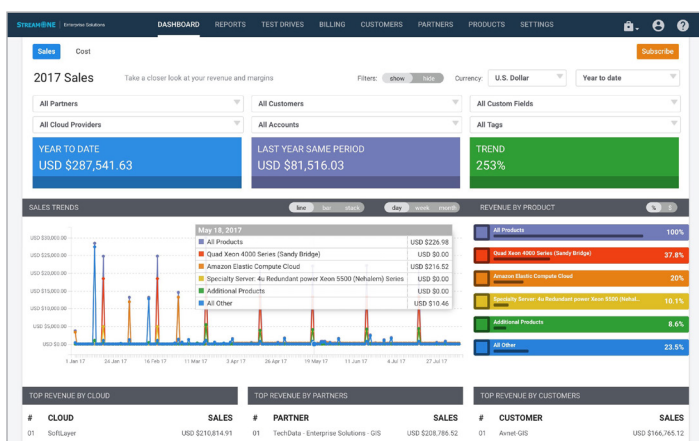 STREAMONE Enterprise Solutions DASHBOARD REPORTS TEST DRIVES BILLING CUSTOMERS PARTNERS PRODUCTS SETTINGS
Sales Cost Subscribe
2017 Sales Take a closer look at your revenue and margins Filters: show hide Currency: U.S. Dollar Year to date
All Partners All Customers All Custom Fields
All Cloud Providers All Accounts All Tags
YEAR TO DATE LAST YEAR SAME PERIOD TREND
USD $287,541.63 USD $81,516.03 253%
SALES TRENDS line bar stack day week month REVENUE BY PRODUCT % $
May 18, 2017
All Products USD $226.98
Quad Xeon 4000 Series (Sandy Bridge) USD $0.00
Amazon Elastic Compute Cloud USD $216.52
Specialty Server: 4u Redundant power Xeon 5500 (Nehalem) Series USD $0.00
Additional Products USD $0.00
All Other USD $10.46
USD $30,000.00
USD $25,000.00
USD $20,000.00
USD $15,000.00
USD $10,000.00
USD $5,000.00
USD $0.00
1 Jan 17 24 Jan 17 16 Feb 17 11 Mar 17 3 Apr 17 26 Apr 17 19 May 17 11 Jun 17 4 Jul 17 27 Jul 17
All Products 100%
Quad Xeon 4000 Series (Sandy Bridge) 37.8%
Amazon Elastic Compute Cloud 20%
Specialty Server: 4u Redundant power Xeon 5500 (Nehal... 10.1%
Additional Products 8.6%
All Other 23.5%
TOP REVENUE BY CLOUD TOP REVENUE BY PARTNERS TOP REVENUE BY CUSTOMERS
# CLOUD SALES # PARTNER SALES # CUSTOMER SALES
01 SoftLayer USD $210,814.91 01 TechData - Enterprise Solutions - GIS USD $208,786.52 01 Avnet-GIS USD $166,765.12